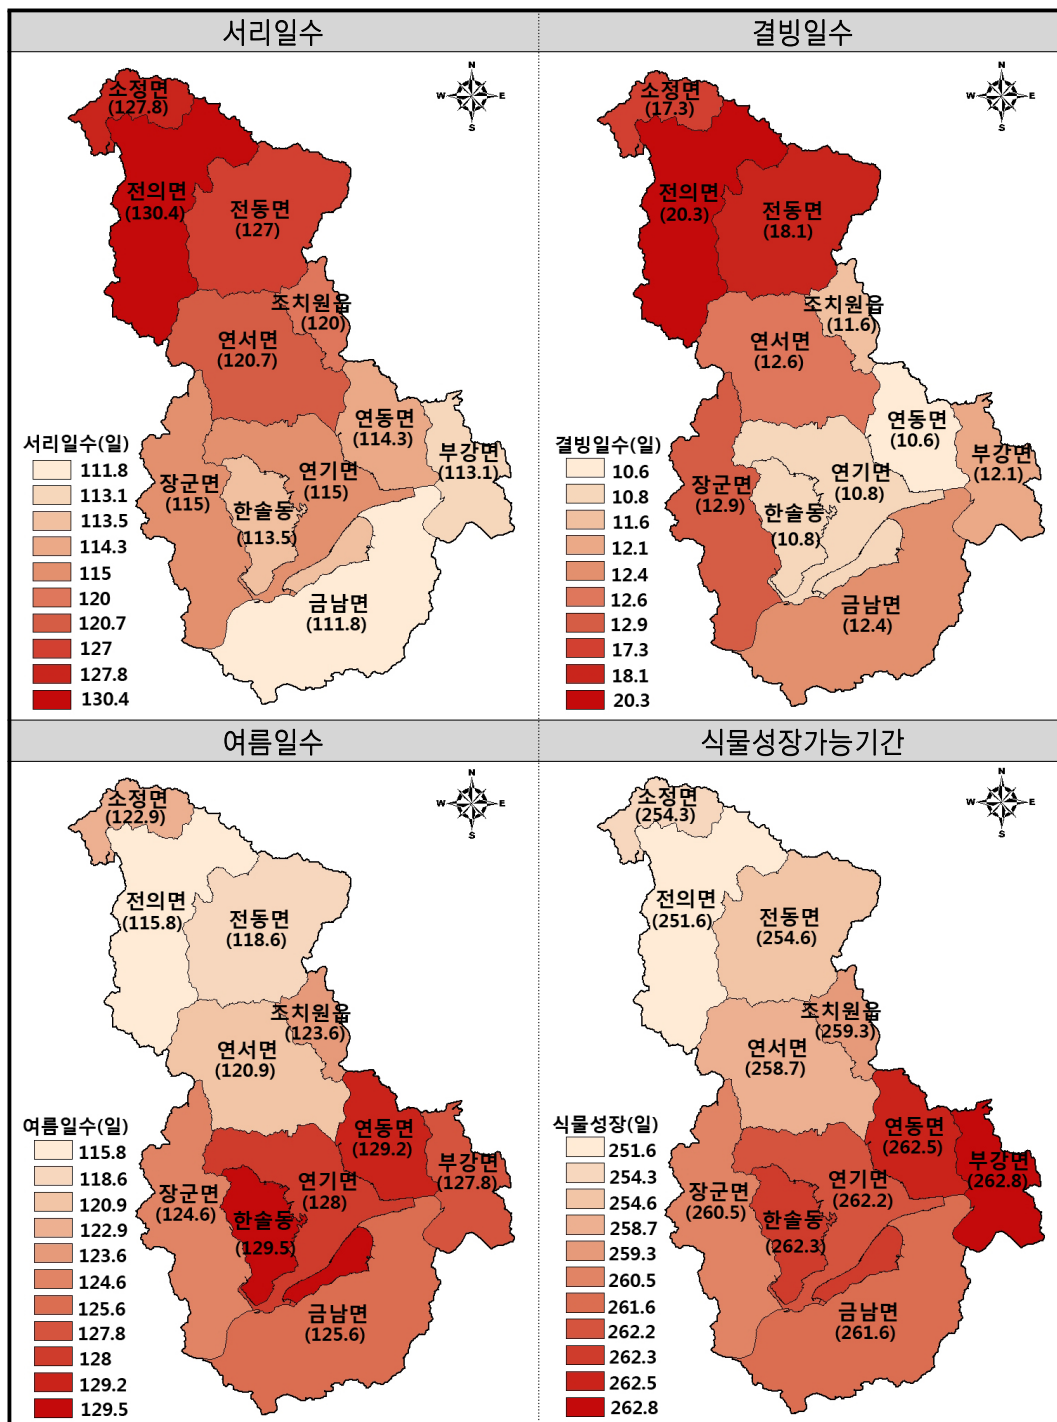 서리일수
N
W E
S
소정면
(127.8)
전의면
(130.4)
전동면
(127)
조치원읍
(120)
연서면
(120.7)
연동면
(114.3)
부강면
(113.1)
연기면
(115)
장군면
(115)
한솔동
(113.5)
금남면
(111.8)
서리일수(일)
111.8
113.1
113.5
114.3
115
120
120.7
127
127.8
130.4
결빙일수
N
W E
S
소정면
(17.3)
전의면
(20.3)
전동면
(18.1)
조치원읍
(11.6)
연서면
(12.6)
연동면
(10.6)
부강면
(12.1)
연기면
(10.8)
장군면
(12.9)
한솔동
(10.8)
금남면
(12.4)
결빙일수(일)
10.6
10.8
11.6
12.1
12.4
12.6
12.9
17.3
18.1
20.3
여름일수
N
W E
S
소정면
(122.9)
전의면
(115.8)
전동면
(118.6)
조치원읍
(123.6)
연서면
(120.9)
연동면
(129.2)
부강면
(127.8)
연기면
(128)
장군면
(124.6)
한솔동
(129.5)
금남면
(125.6)
여름일수(일)
115.8
118.6
120.9
122.9
123.6
124.6
125.6
127.8
128
129.2
129.5
식물성장가능기간
N
W E
S
소정면
(254.3)
전의면
(251.6)
전동면
(254.6)
조치원읍
(259.3)
연서면
(258.7)
연동면
(262.5)
부강면
(262.8)
연기면
(262.2)
장군면
(260.5)
한솔동
(262.3)
금남면
(261.6)
식물성장(일)
251.6
254.3
254.6
258.7
259.3
260.5
261.6
262.2
262.3
262.5
262.8